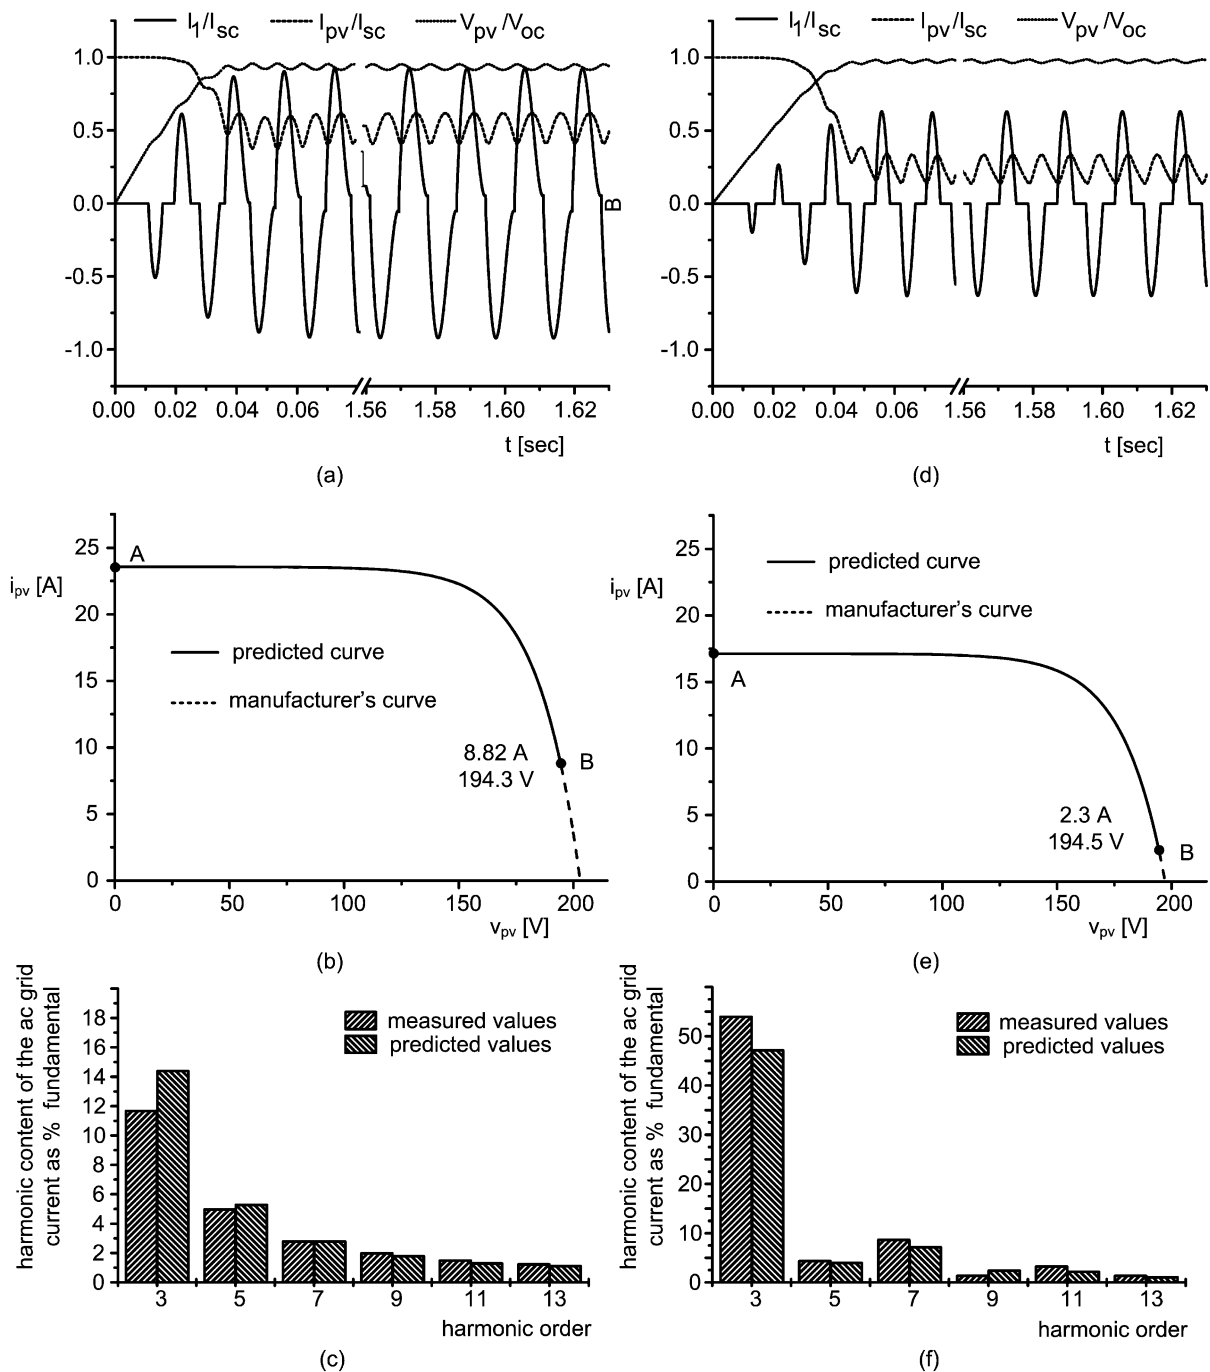 (a)
I1/Isc Ipv/Isc Vpv/Voc
1.0
0.5
0.0
-0.5
-1.0
B
0.00 0.02 0.04 0.06 1.56 1.58 1.60 1.62
t [sec]
(a)
(d)
I1/Isc Ipv/Isc Vpv/Voc
1.0
0.5
0.0
-0.5
-1.0
0.00 0.02 0.04 0.06 1.56 1.58 1.60 1.62
t [sec]
(d)
25
20
15
10
5
0
ipv [A]
A
predicted curve
manufacturer's curve
8.82 A
194.3 V
B
0 50 100 150 200
vpv [V]
(b)
25
20
15
10
5
0
ipv [A]
predicted curve
manufacturer's curve
A
2.3 A
194.5 V
B
0 50 100 150 200
vpv [V]
(e)
harmonic content of the ac grid
current as % fundamental
18
16
14
12
10
8
6
4
2
0
measured values
predicted values
3 5 7 9 11 13
harmonic order
(c)
harmonic content of the ac grid
current as % fundamental
50
40
30
20
10
0
measured values
predicted values
3 5 7 9 11 13
harmonic order
(f)